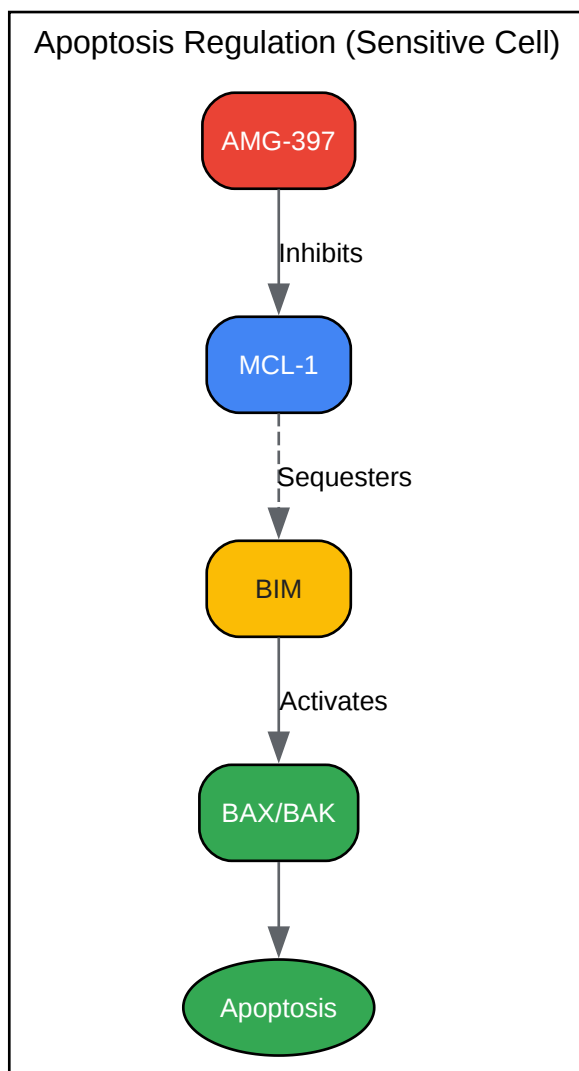 Apoptosis Regulation (Sensitive Cell)
AMG-397
Inhibits
MCL-1
Sequesters
BIM
Activates
BAX/BAK
Apoptosis